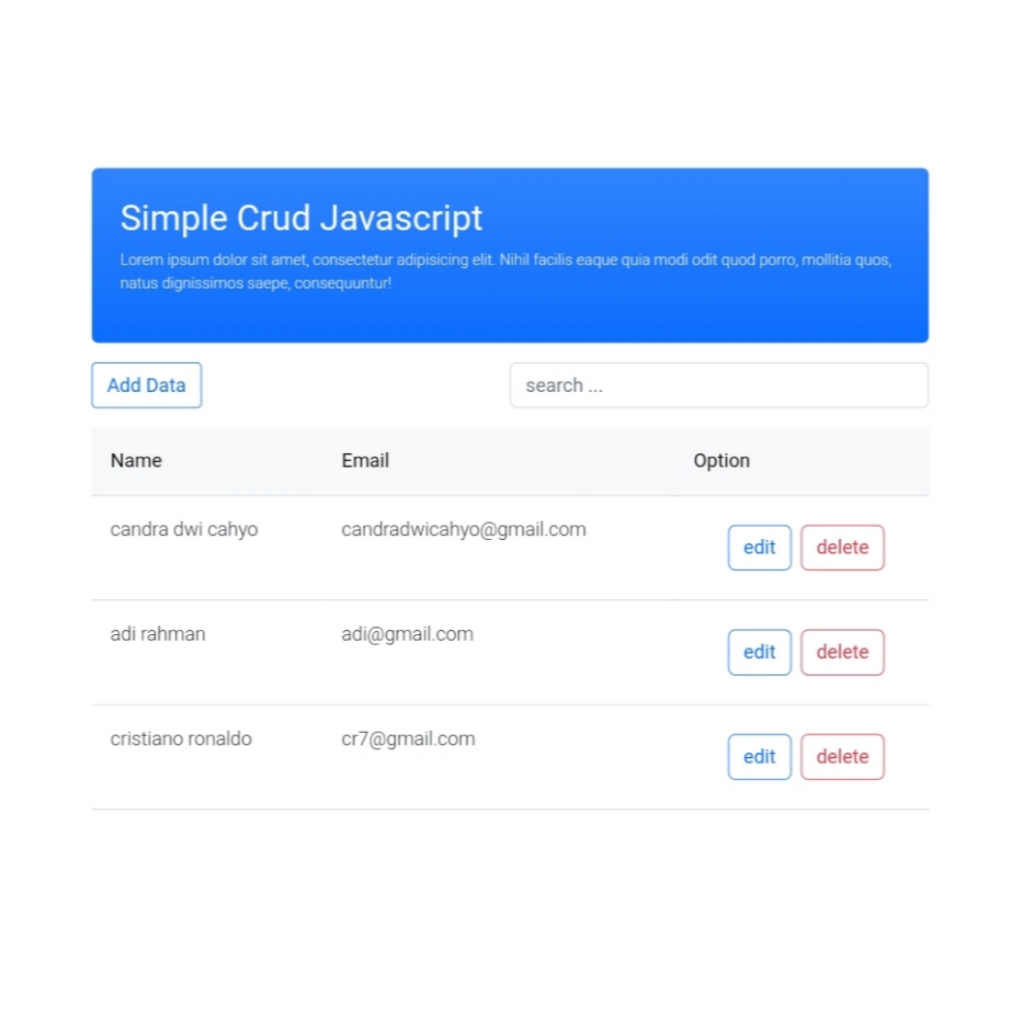 Simple Crud Javascript
Lorem ipsum dolor sit amet, consectetur adipisicing elit. Nihil facilis eaque quia modi odit quod porro, mollitia quos,
natus dignissimos saepe, consequuntur!
Add Data search ...
Name Email Option
candra dwi cahyo candradwicahyo@gmail.com edit delete
adi rahman adi@gmail.com edit delete
cristiano ronaldo cr7@gmail.com edit delete